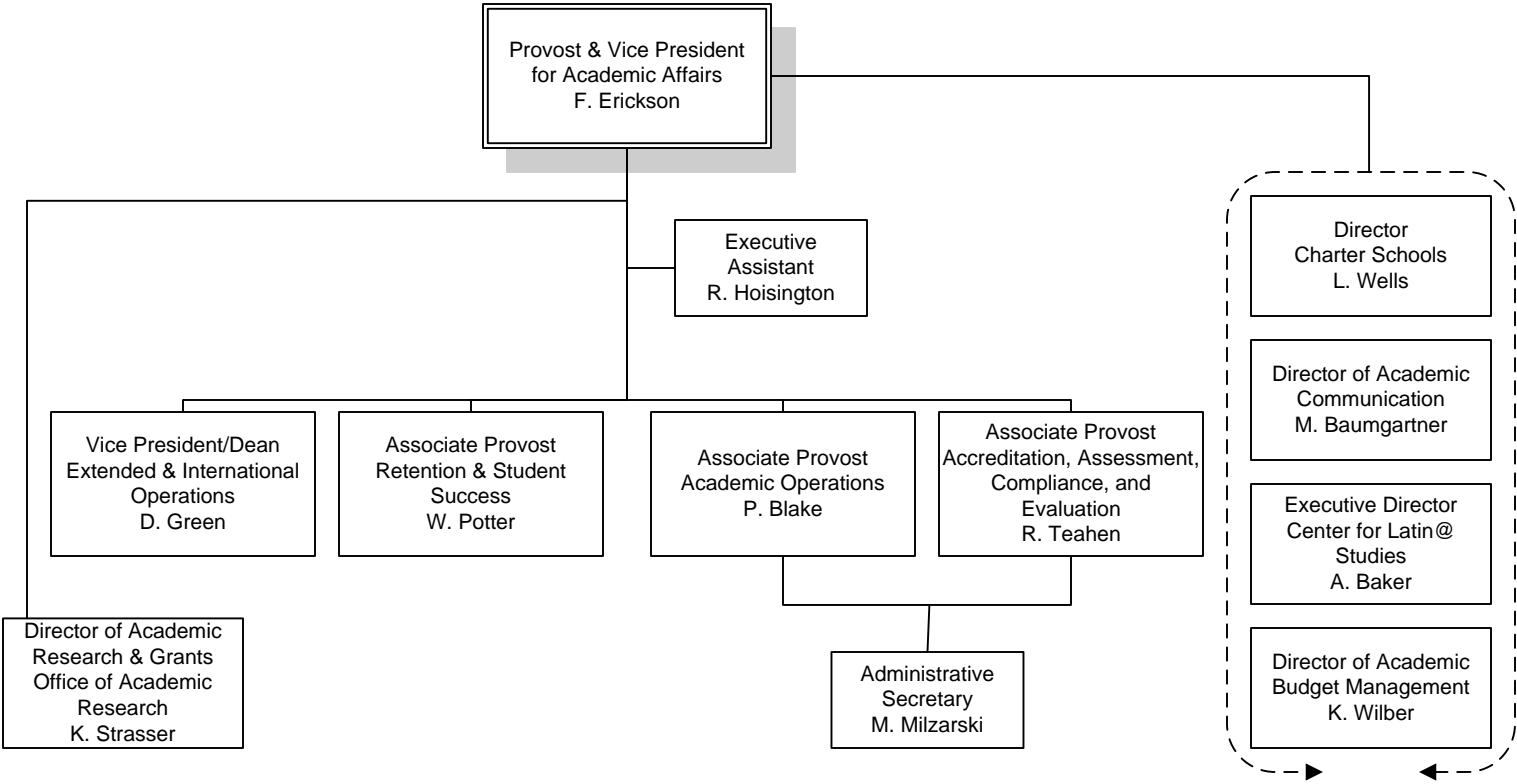 Provost & Vice President
for Academic Affairs
F. Erickson
Executive
Assistant
R. Hoisington
Director
Charter Schools
L. Wells
Director of Academic
Communication
M. Baumgartner
Executive Director
Center for Latin@
Studies
A. Baker
Director of Academic
Budget Management
K. Wilber
Vice President/Dean
Extended & International
Operations
D. Green
Associate Provost
Retention & Student
Success
W. Potter
Associate Provost
Academic Operations
P. Blake
Associate Provost
Accreditation, Assessment,
Compliance, and
Evaluation
R. Teahen
Director of Academic
Research & Grants
Office of Academic
Research
K. Strasser
Administrative
Secretary
M. Milzarski